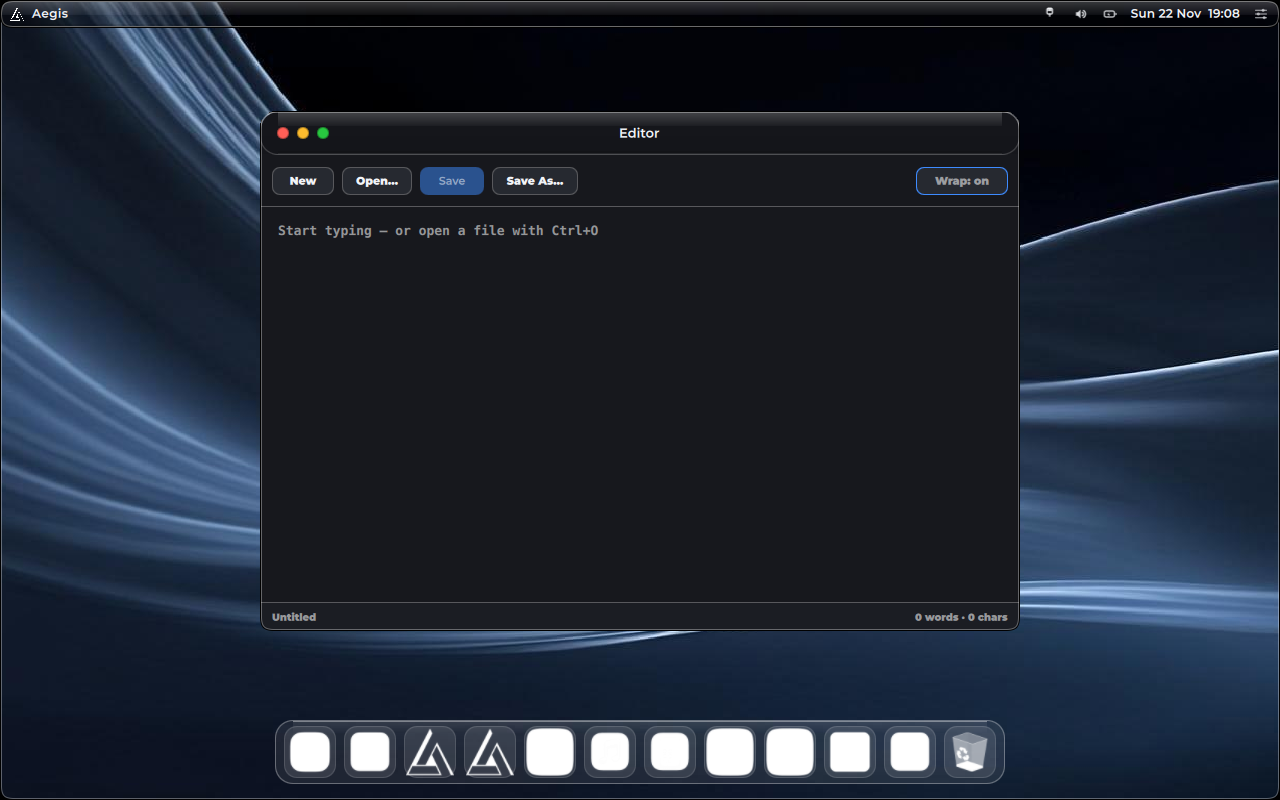 Aegis
Sun 22 Nov 19:08
Editor
New
Open...
Save
Save As...
Wrap: on
Start typing — or open a file with Ctrl+O
Untitled
0 words • 0 chars